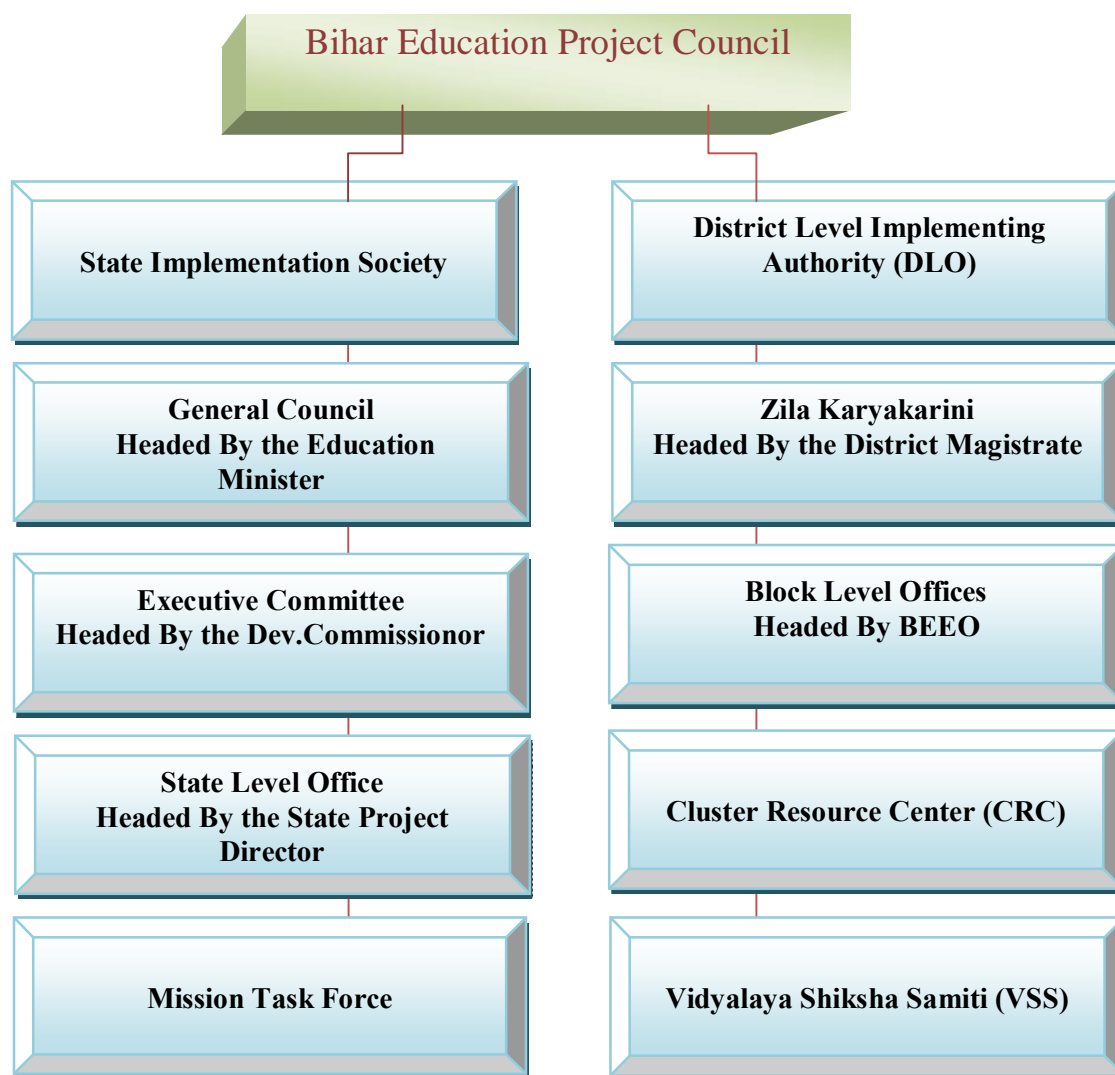 Bihar Education Project Council
State Implementation Society
General Council
Headed By the Education
Minister
Executive Committee
Headed By the Dev.Commissionor
State Level Office
Headed By the State Project
Director
Mission Task Force
District Level Implementing
Authority (DLO)
Zila Karyakarini
Headed By the District Magistrate
Block Level Offices
Headed By BEEO
Cluster Resource Center (CRC)
Vidyalaya Shiksha Samiti (VSS)